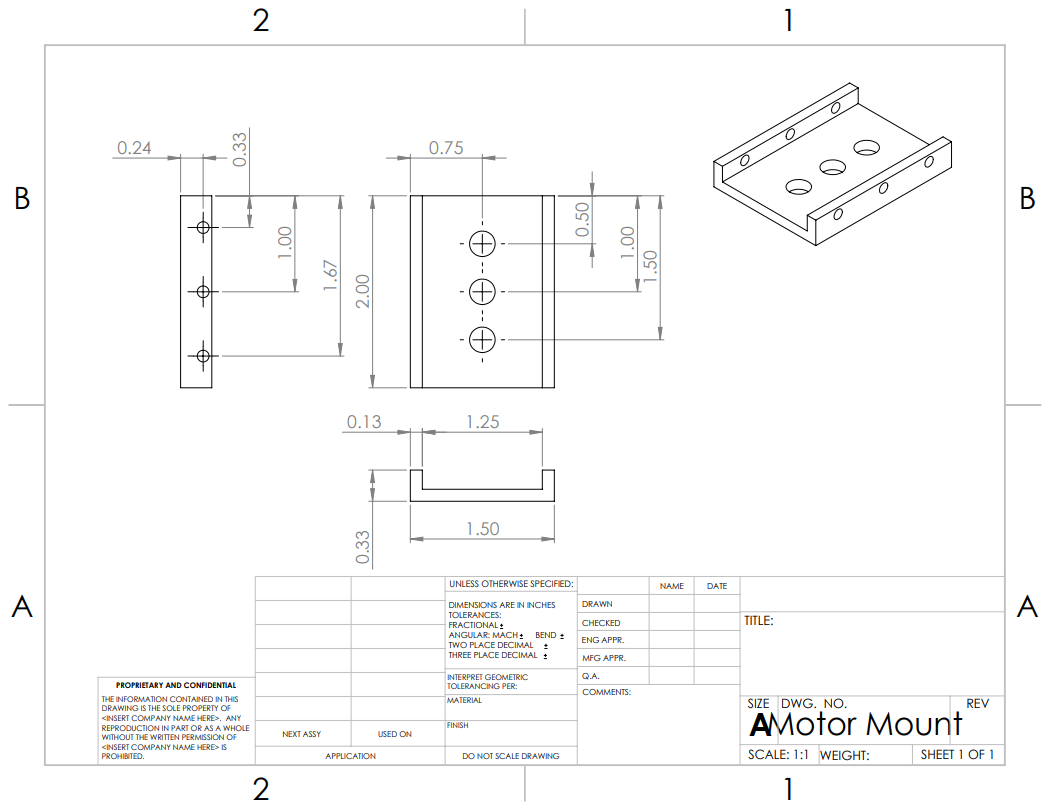 2
1
B
B
0.24
0.33
0.75
0.50
1.00
1.67
2.00
1.00
1.50
0.13
1.25
0.33
1.50
A
A
UNLESS OTHERWISE SPECIFIED:
DIMENSIONS ARE IN INCHES
TOLERANCES:
FRACTIONAL ±
ANGULAR: MACH ± BEND ±
TWO PLACE DECIMAL ±
THREE PLACE DECIMAL ±
INTERPRET GEOMETRIC
TOLERANCING PER:
MATERIAL
FINISH
DO NOT SCALE DRAWING
NAME DATE
DRAWN
CHECKED
ENG APPR.
MFG APPR.
Q.A.
COMMENTS:
TITLE:
SIZE DWG. NO. REV
A Motor Mount
SCALE: 1:1 WEIGHT: SHEET 1 OF 1
PROPRIETARY AND CONFIDENTIAL
THE INFORMATION CONTAINED IN THIS
DRAWING IS THE SOLE PROPERTY OF
<INSERT COMPANY NAME HERE>. ANY
REPRODUCTION IN PART OR AS A WHOLE
WITHOUT THE WRITTEN PERMISSION OF
<INSERT COMPANY NAME HERE> IS
PROHIBITED.
NEXT ASSY USED ON
APPLICATION
2
1